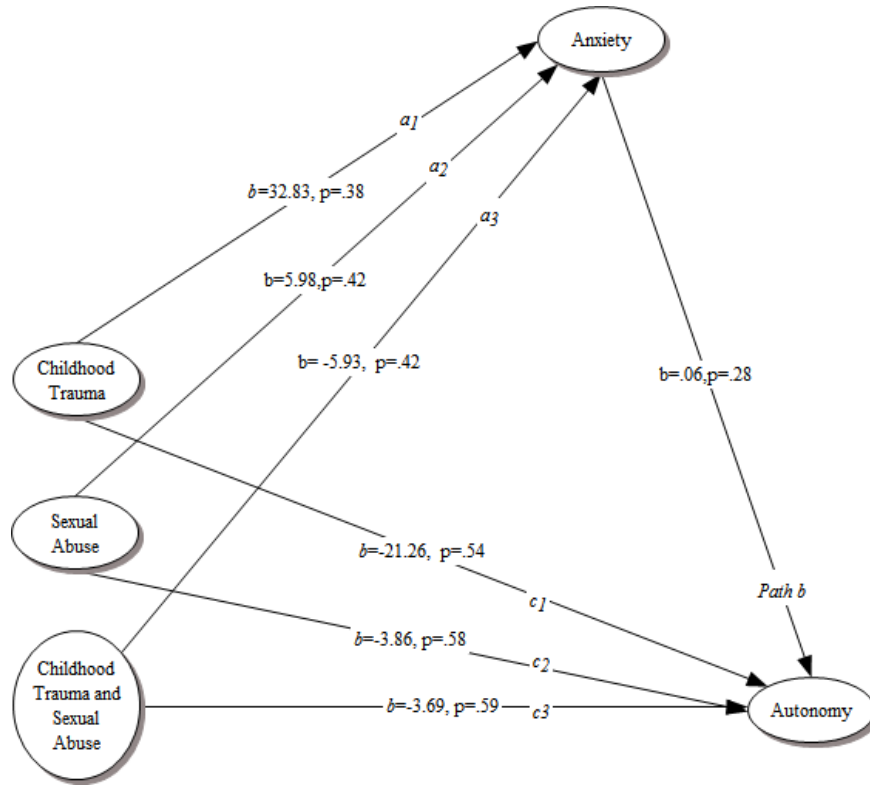 Anxiety
a1
a2
b=32.83, p=.38
a3
b=5.98,p=.42
b= -5.93,  p=.42
Childhood
Trauma
b=.06,p=.28
Sexual
Abuse
b=-21.26,  p=.54
Path b
c1
b=-3.86, p=.58
c2
Childhood
Trauma and
Sexual
Abuse
b=-3.69, p=.59
c3
Autonomy